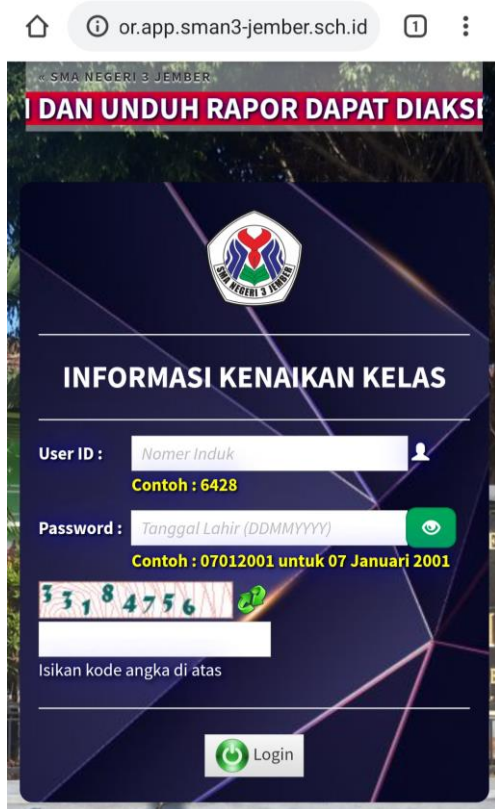 or.app.sman3-jember.sch.id 1
« SMA NEGERI 3 JEMBER
DAN UNDUH RAPOR DAPAT DIAKSE
SMA NEGERI 3 JEMBER
INFORMASI KENAIKAN KELAS
User ID : Nomer Induk
Contoh : 6428
Password : Tanggal Lahir (DDMMYYYY)
Contoh : 07012001 untuk 07 Januari 2001
33184756
Isikan kode angka di atas
Login